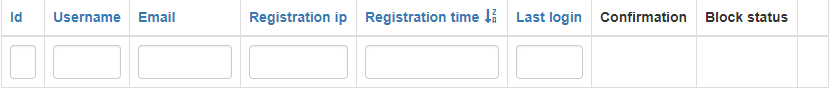 Id Username Email Registration ip Registration time Last login Confirmation Block status